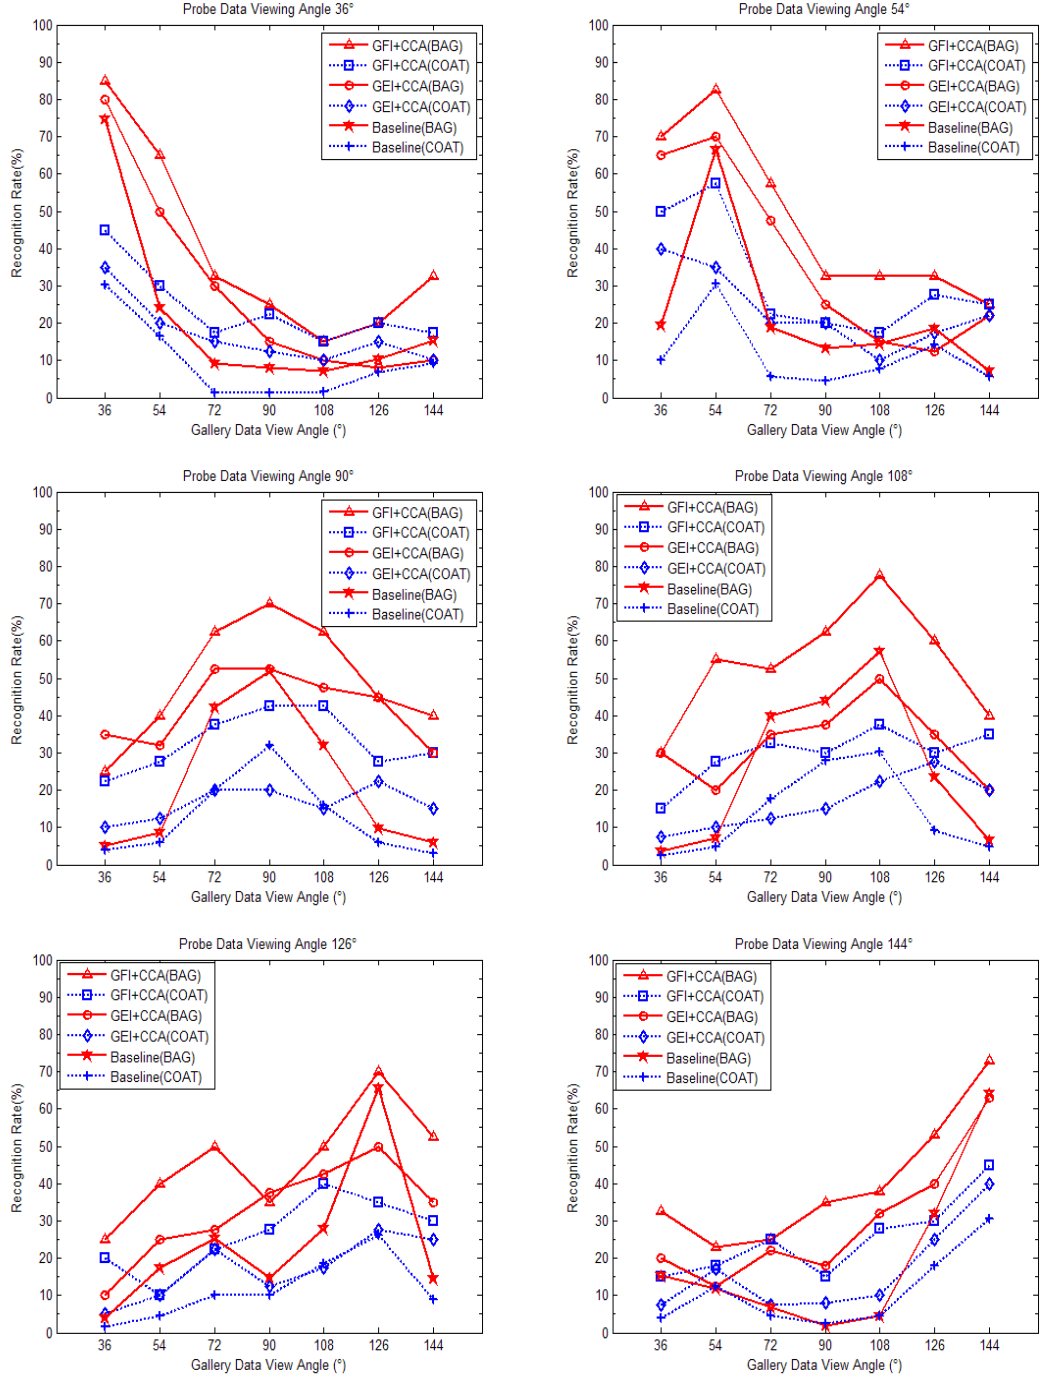 Probe Data Viewing Angle 36°
100
90
80
70
60
50
40
30
20
10
0
Recognition Rate(%)
GFI+CCA(BAG)
GFI+CCA(COAT)
GEI+CCA(BAG)
GEI+CCA(COAT)
Baseline(BAG)
Baseline(COAT)
36 54 72 90 108 126 144
Gallery Data View Angle (°)
Probe Data Viewing Angle 54°
100
90
80
70
60
50
40
30
20
10
0
Recognition Rate(%)
GFI+CCA(BAG)
GFI+CCA(COAT)
GEI+CCA(BAG)
GEI+CCA(COAT)
Baseline(BAG)
Baseline(COAT)
36 54 72 90 108 126 144
Gallery Data View Angle (°)
Probe Data Viewing Angle 90°
100
90
80
70
60
50
40
30
20
10
0
Recognition Rate(%)
GFI+CCA(BAG)
GFI+CCA(COAT)
GEI+CCA(BAG)
GEI+CCA(COAT)
Baseline(BAG)
Baseline(COAT)
36 54 72 90 108 126 144
Gallery Data View Angle (°)
Probe Data Viewing Angle 108°
100
90
80
70
60
50
40
30
20
10
0
Recognition Rate(%)
GFI+CCA(BAG)
GFI+CCA(COAT)
GEI+CCA(BAG)
GEI+CCA(COAT)
Baseline(BAG)
Baseline(COAT)
36 54 72 90 108 126 144
Gallery Data View Angle (°)
Probe Data Viewing Angle 126°
100
90
80
70
60
50
40
30
20
10
0
Recognition Rate(%)
GFI+CCA(BAG)
GFI+CCA(COAT)
GEI+CCA(BAG)
GEI+CCA(COAT)
Baseline(BAG)
Baseline(COAT)
36 54 72 90 108 126 144
Gallery Data View Angle (°)
Probe Data Viewing Angle 144°
100
90
80
70
60
50
40
30
20
10
0
Recognition Rate(%)
GFI+CCA(BAG)
GFI+CCA(COAT)
GEI+CCA(BAG)
GEI+CCA(COAT)
Baseline(BAG)
Baseline(COAT)
36 54 72 90 108 126 144
Gallery Data View Angle (°)